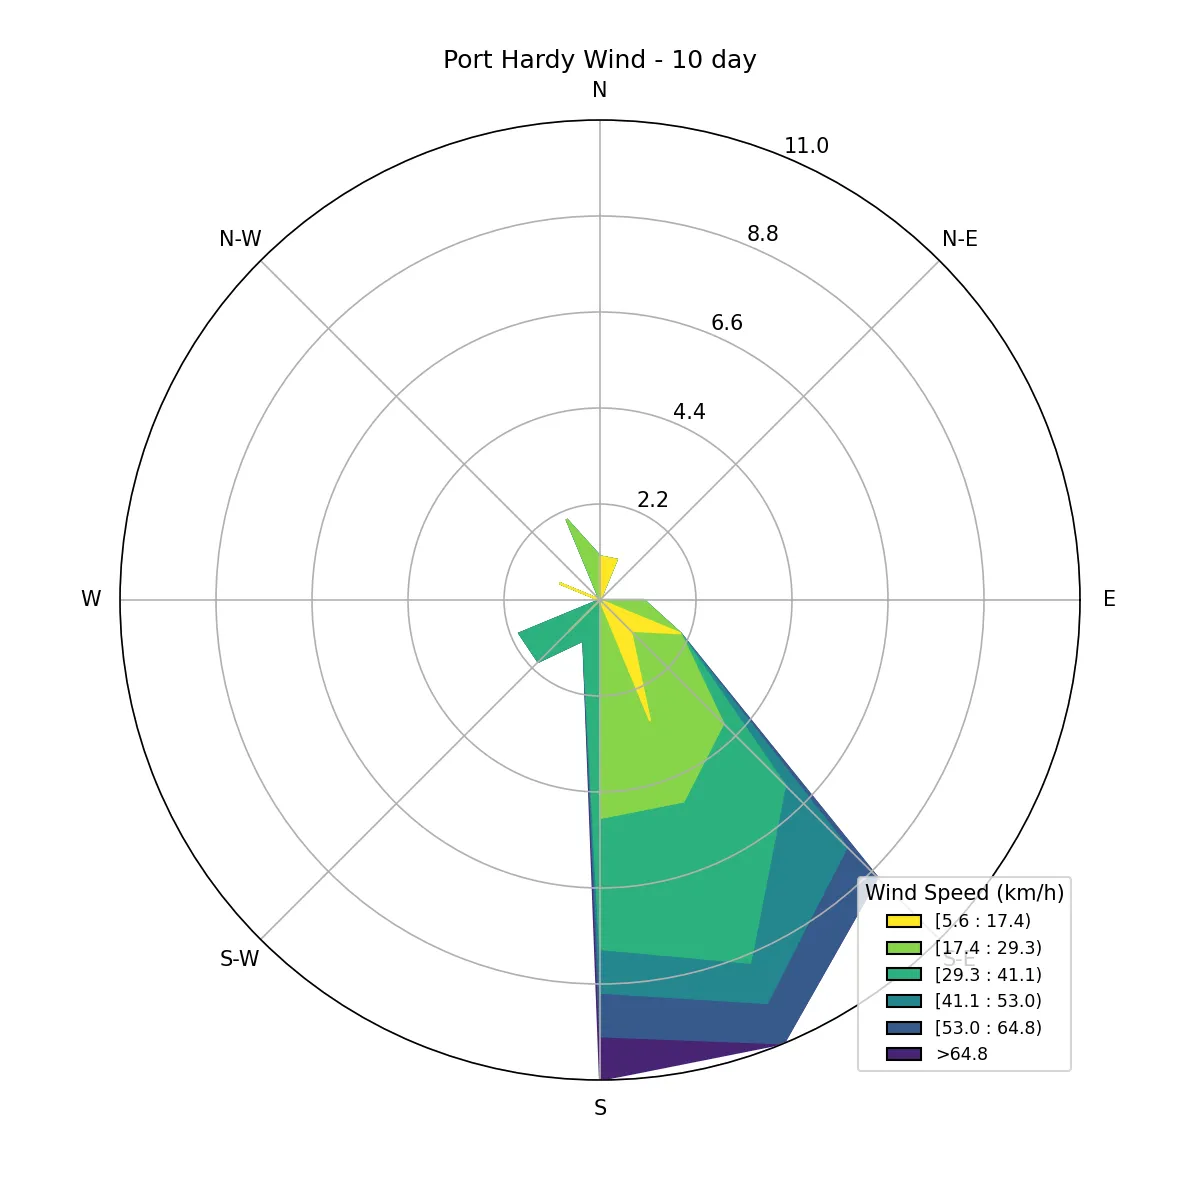 Port Hardy Wind - 10 day
N
11.0
N-W
8.8
N-E
6.6
4.4
2.2
W
E
Wind Speed (km/h)
[5.6 : 17.4)
[17.4 : 29.3)
S-W
S-E
[29.3 : 41.1)
[41.1 : 53.0)
[53.0 : 64.8)
>64.8
S